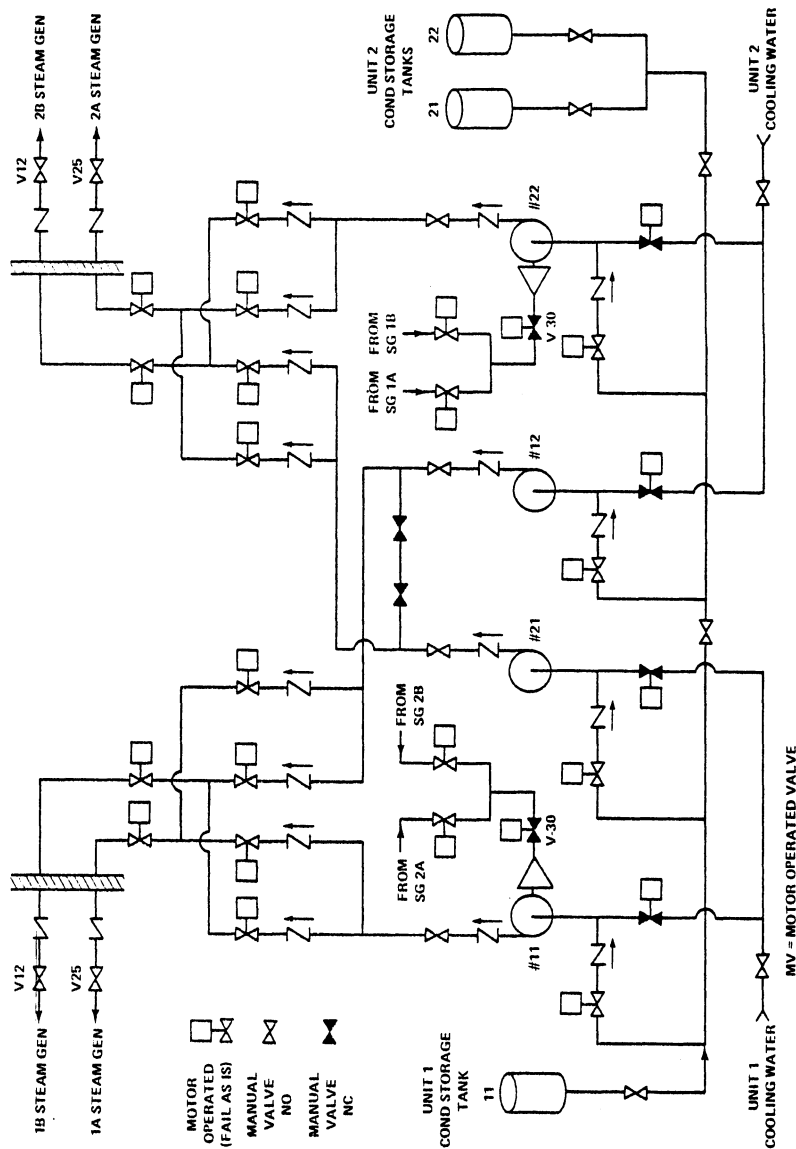 1B STEAM GEN
V12
1A STEAM GEN
V25
MOTOR
OPERATED
(FAIL AS IS)
MANUAL
VALVE
NO
MANUAL
VALVE
NC
UNIT 1
COND STORAGE
TANK
11
UNIT 1
COOLING WATER
FROM
SG 2A
FROM
SG 2B
V-30
#11
#21
#12
FROM
SG 1A
FROM
SG 1B
V-30
#22
V12
2B STEAM GEN
V25
2A STEAM GEN
UNIT 2
COND STORAGE
TANKS
21
22
UNIT 2
COOLING WATER
MV = MOTOR OPERATED VALVE